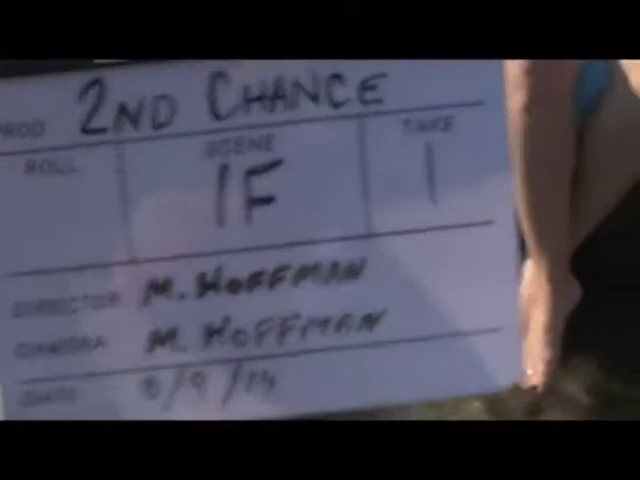 PROD 2ND CHANCE
ROLL SCENE TAKE
1F 1
DIRECTOR M. HOFFMAN
CAMERA M. HOFFMAN
DATE